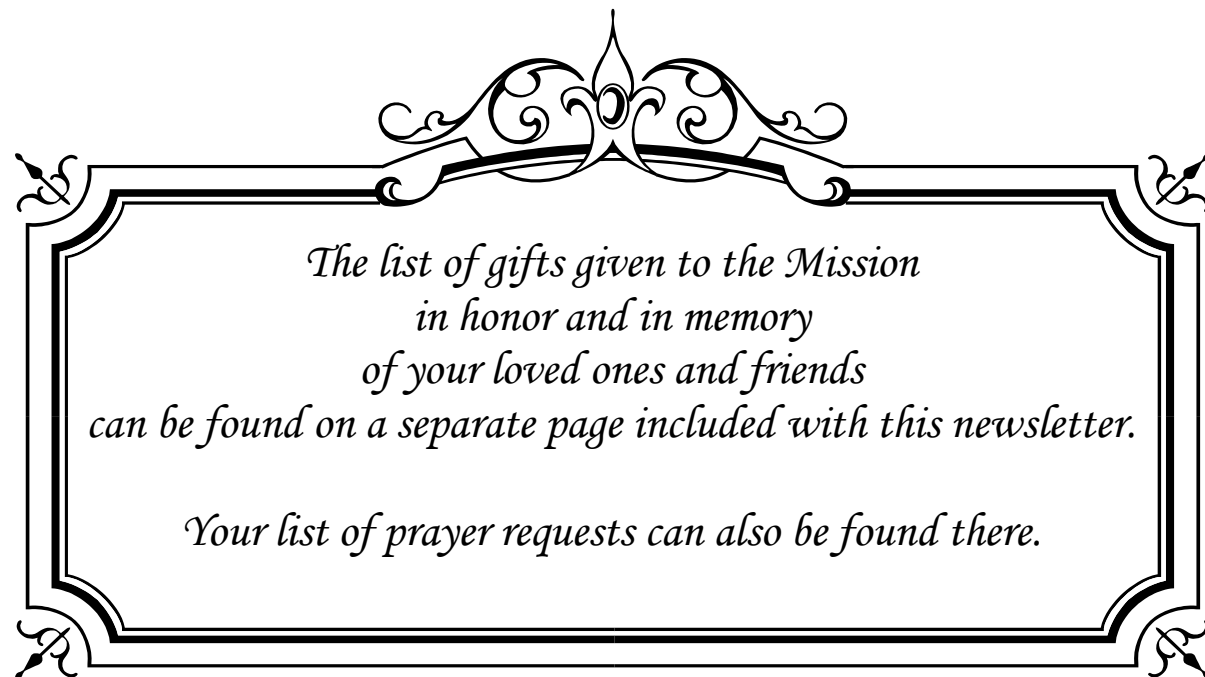 The list of gifts given to the Mission
in honor and in memory
of your loved ones and friends
can be found on a separate page included with this newsletter.
Your list of prayer requests can also be found there.